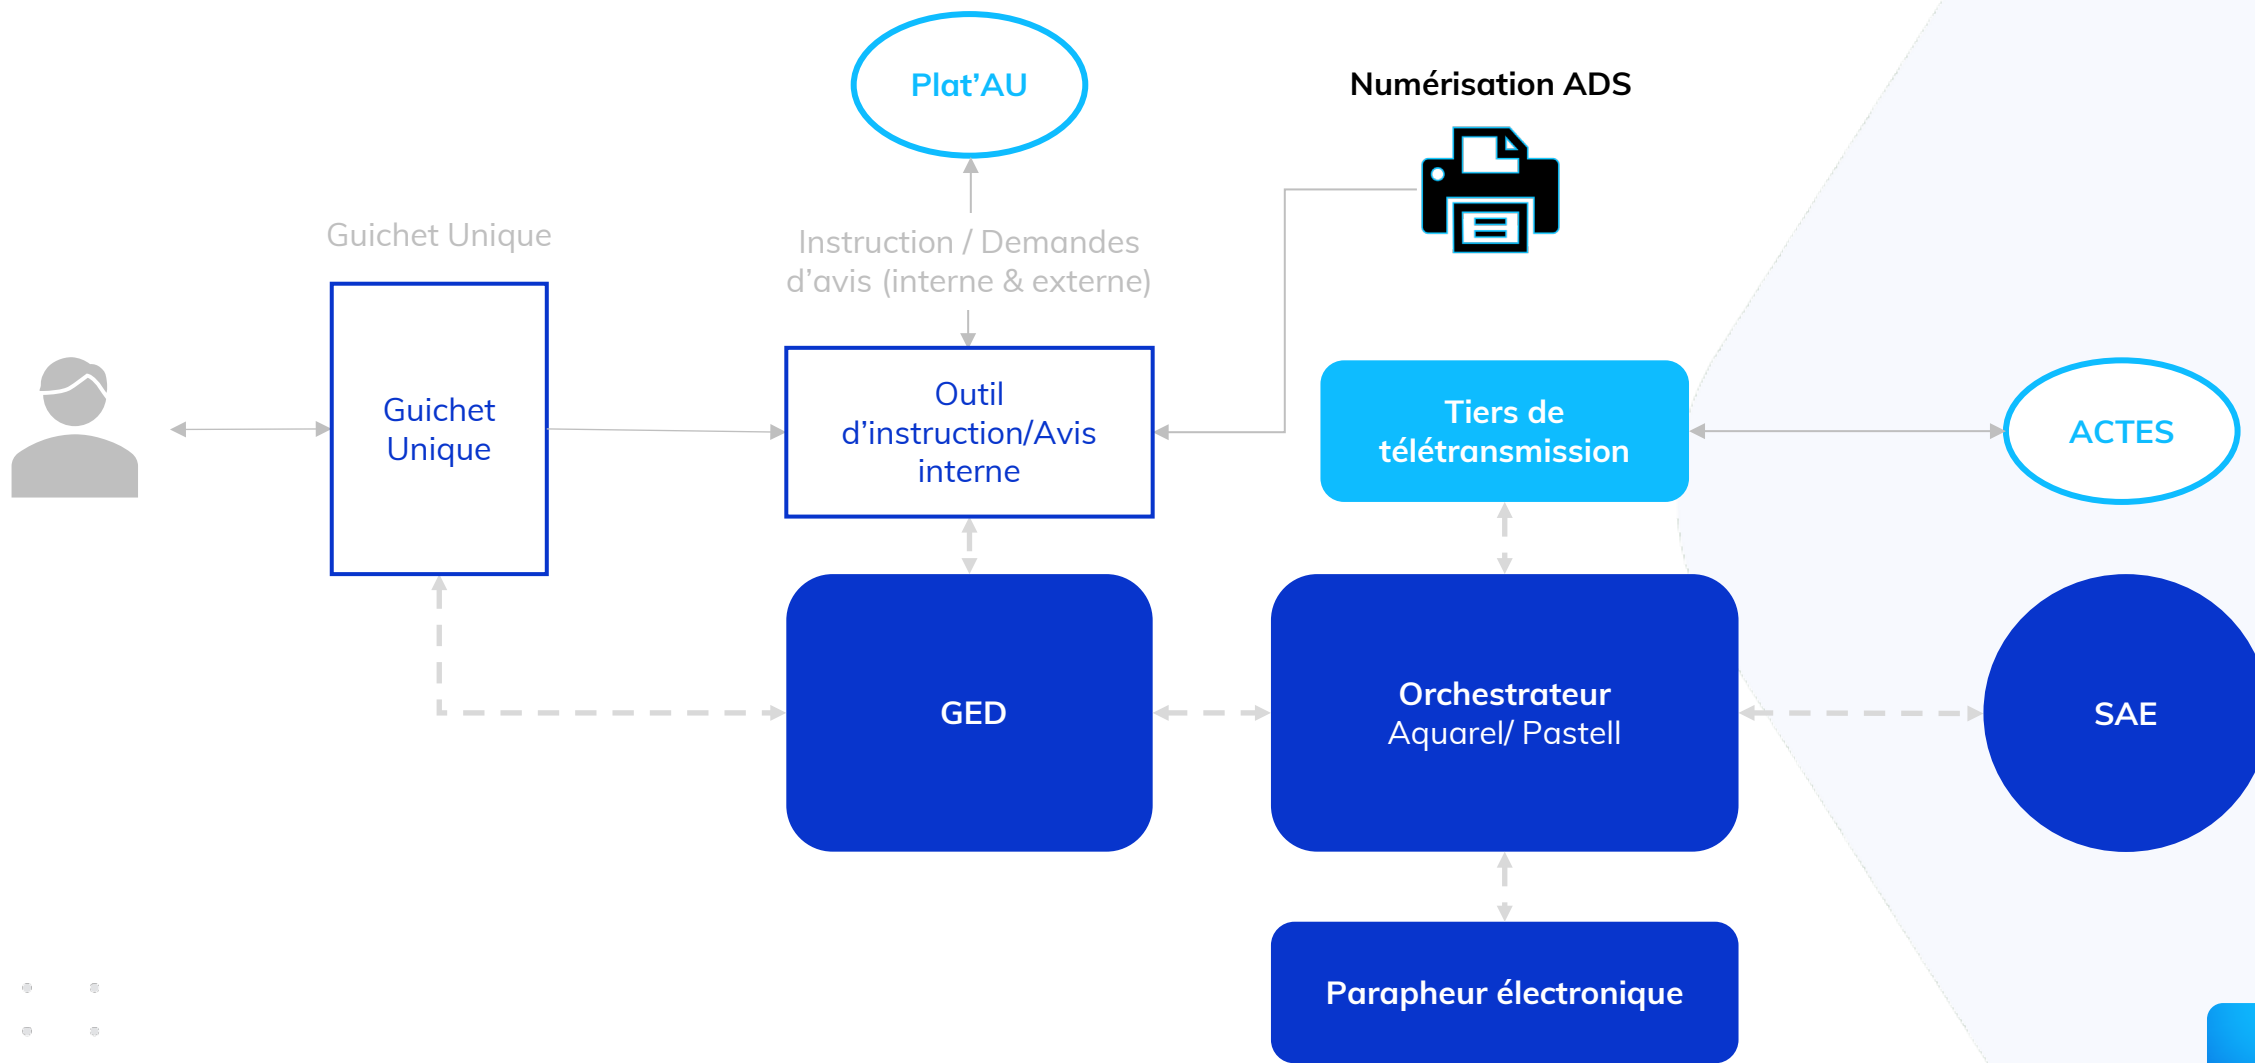 Plat’AU
Numérisation ADS
Guichet Unique
Instruction / Demandes
d’avis (interne & externe)
Guichet
Unique
Outil
d’instruction/Avis
interne
Tiers de
télétransmission
ACTES
GED
Orchestrateur
Aquarel/ Pastell
SAE
Parapheur électronique